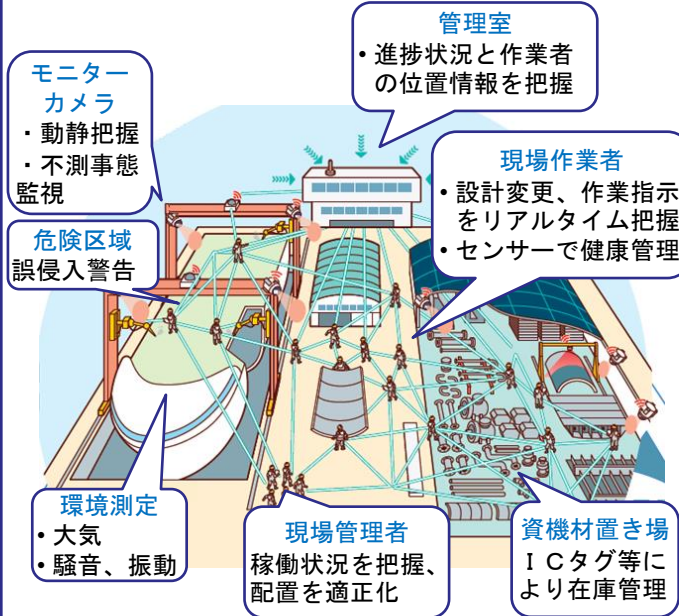 管理室
• 進捗状況と作業者
の位置情報を把握
モニター
カメラ
・動静把握
・不測事態
監視
現場作業者
• 設計変更、作業指示
をリアルタイム把握
• センサーで健康管理
危険区域
誤侵入警告
環境測定
• 大気
• 騒音、振動
現場管理者
稼働状況を把握、
配置を適正化
資機材置き場
ＩＣタグ等に
より在庫管理